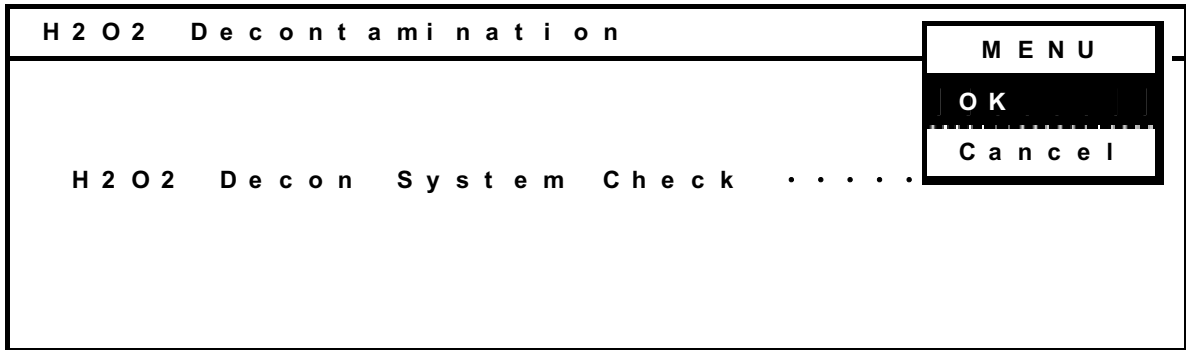 H2O2 Decontamination
MENU
OK
Cancel
H2O2 Decon System Check ・・・・・